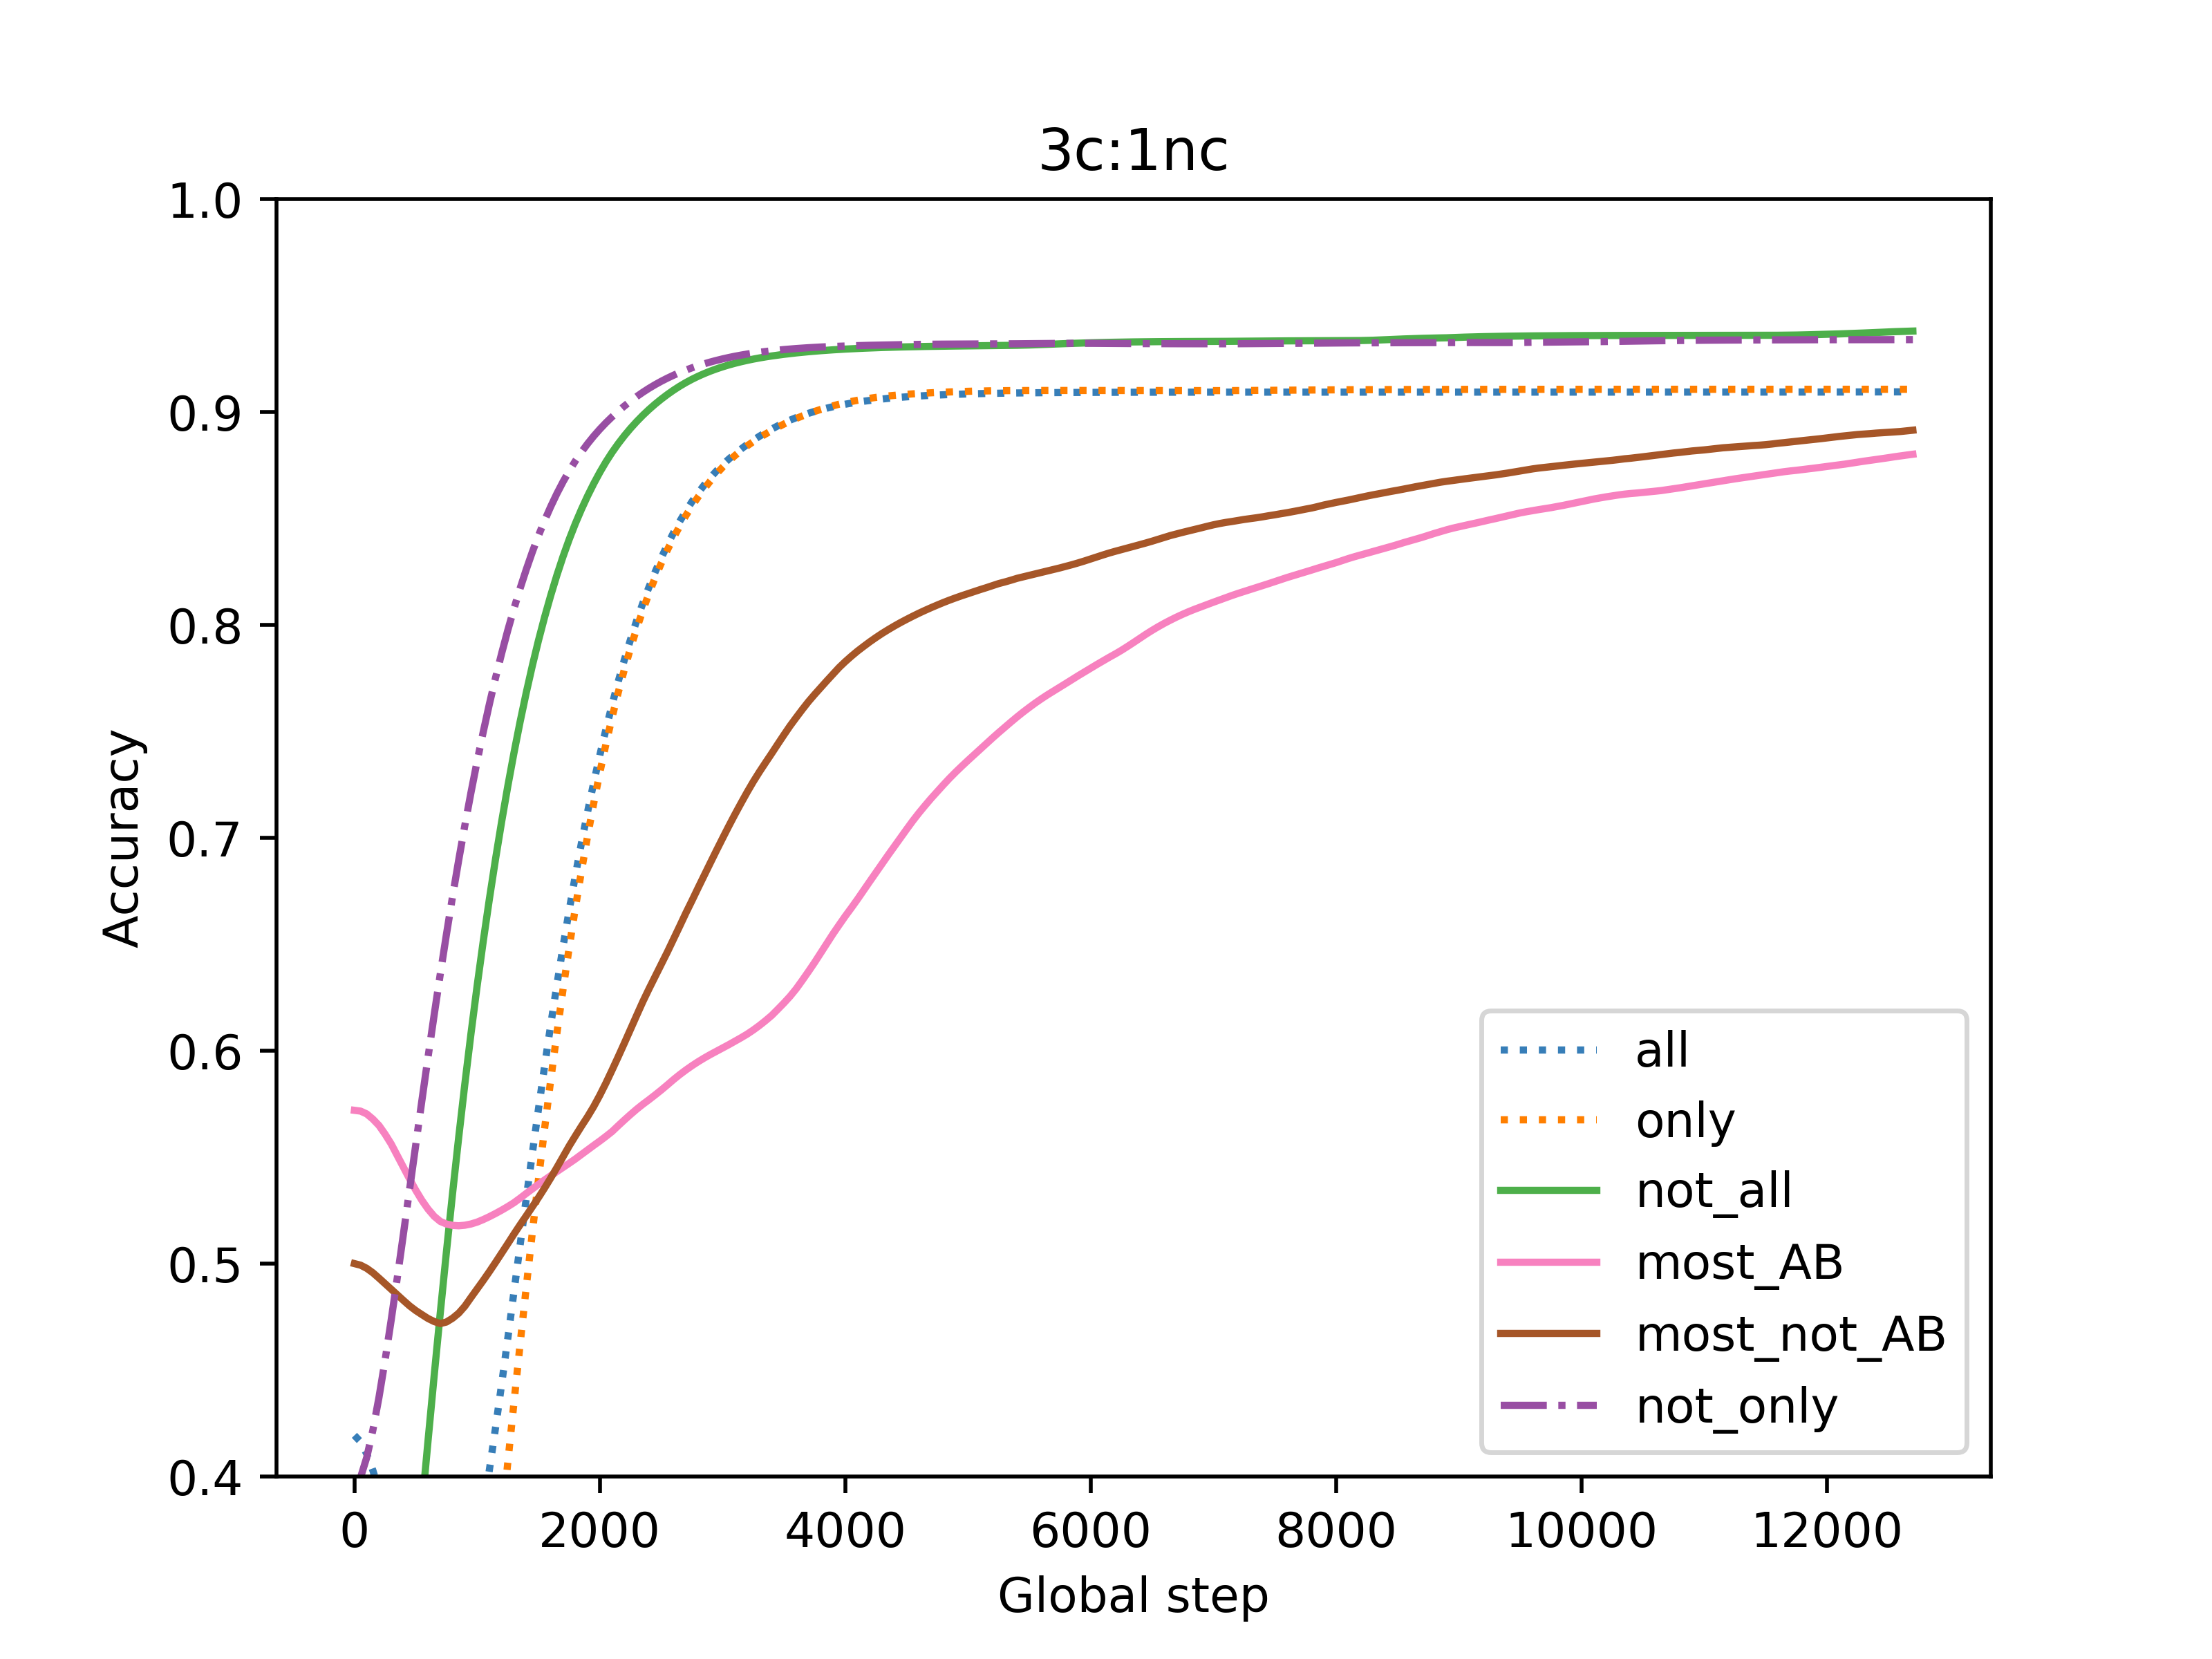 3c:1nc
1.0
0.9
0.8
0.7
0.6
0.5
0.4
Accuracy
0 2000 4000 6000 8000 10000 12000
Global step
all
only
not_all
most_AB
most_not_AB
not_only